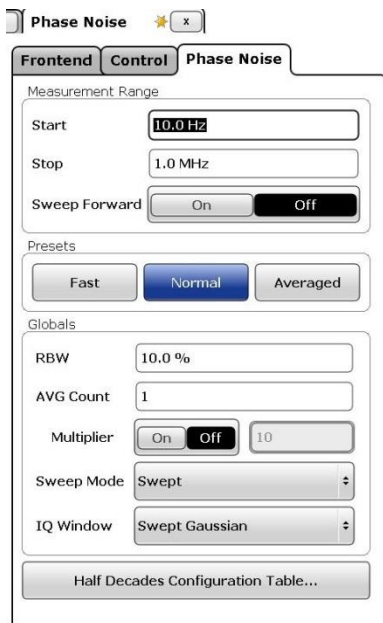 Phase Noise x
Frontend Control Phase Noise
Measurement Range
Start 10.0 Hz
Stop 1.0 MHz
Sweep Forward On Off
Presets
Fast Normal Averaged
Globals
RBW 10.0 %
AVG Count 1
Multiplier On Off 10
Sweep Mode Swept
IQ Window Swept Gaussian
Half Decades Configuration Table...